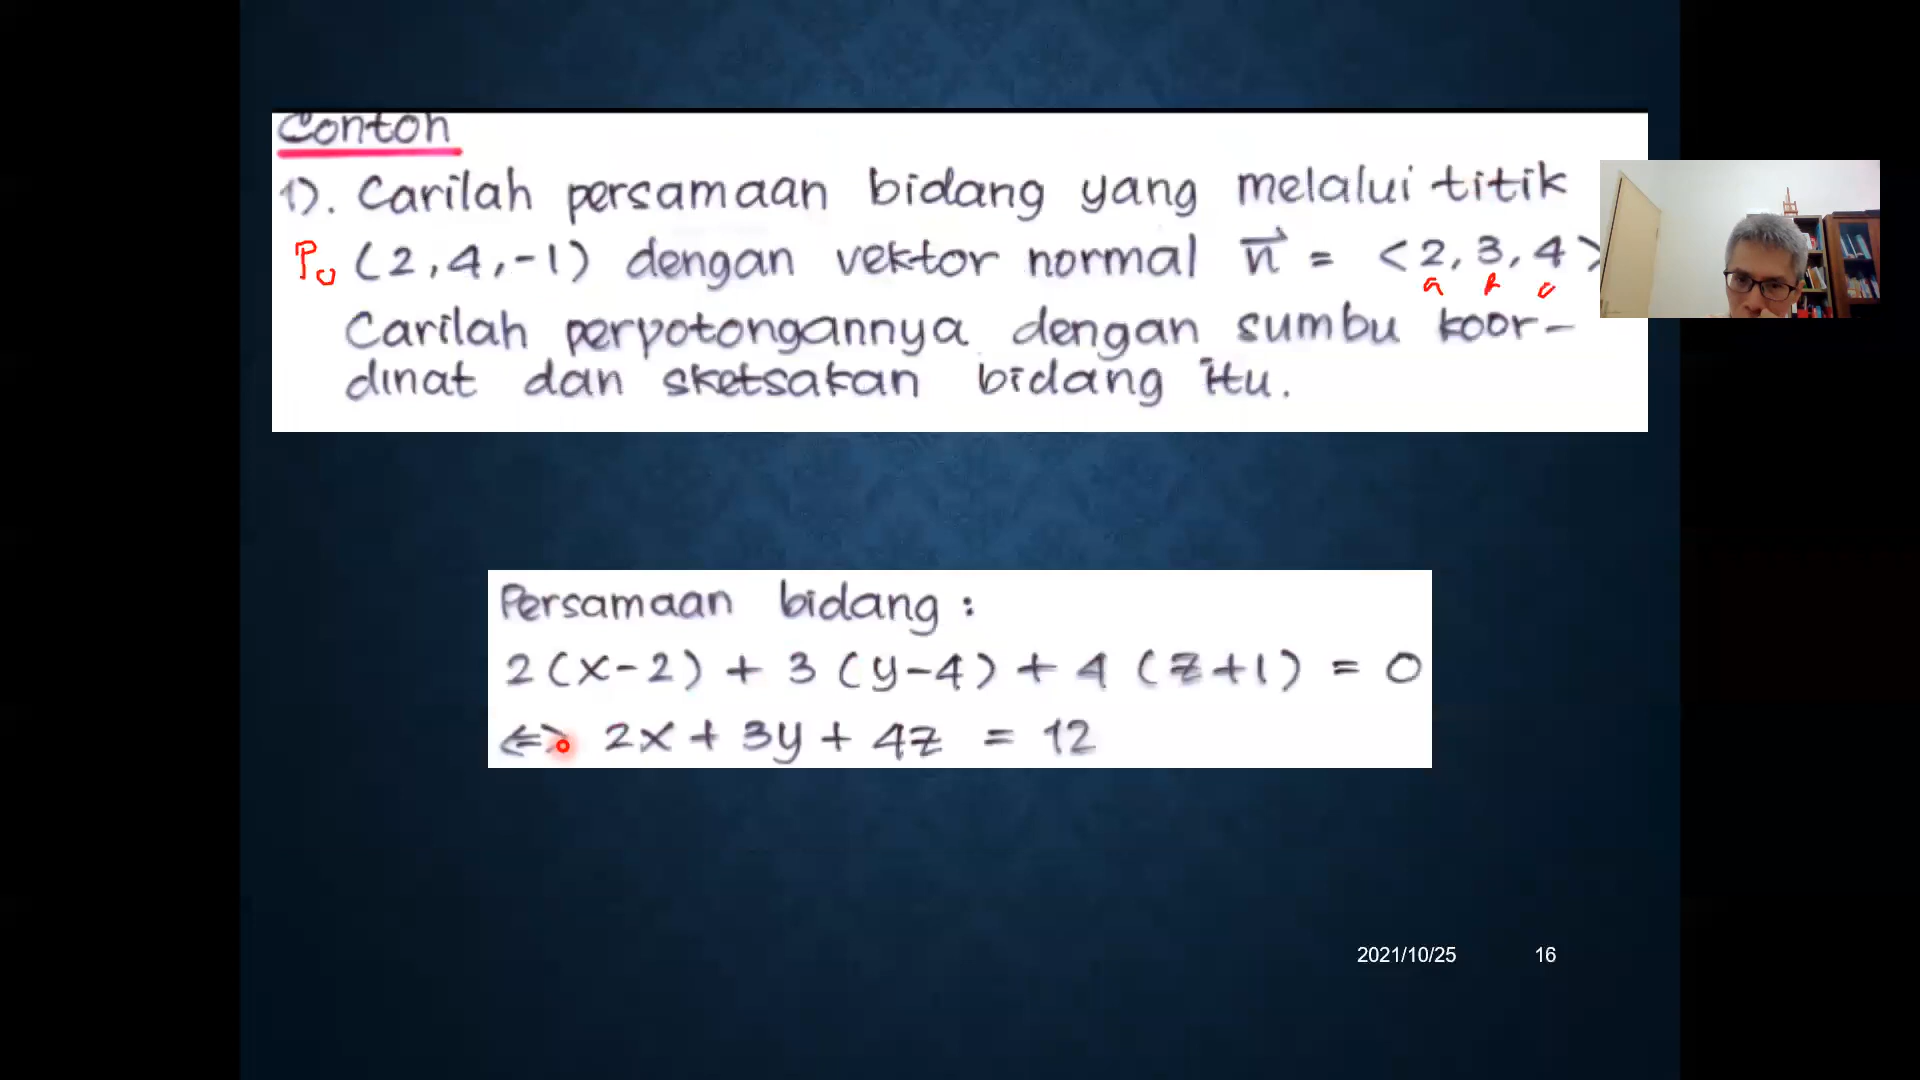 Contoh
1). Carilah persamaan bidang yang melalui titik
P₀ (2,4,-1) dengan vektor normal n⃗ = <2,3,4>
a b c
Carilah perpotongannya dengan sumbu koor-
dinat dan sketsakan bidang itu.
Persamaan bidang :
2(x-2) + 3(y-4) + 4(z+1) = 0
⇔ 2x + 3y + 4z = 12
2021/10/25 16